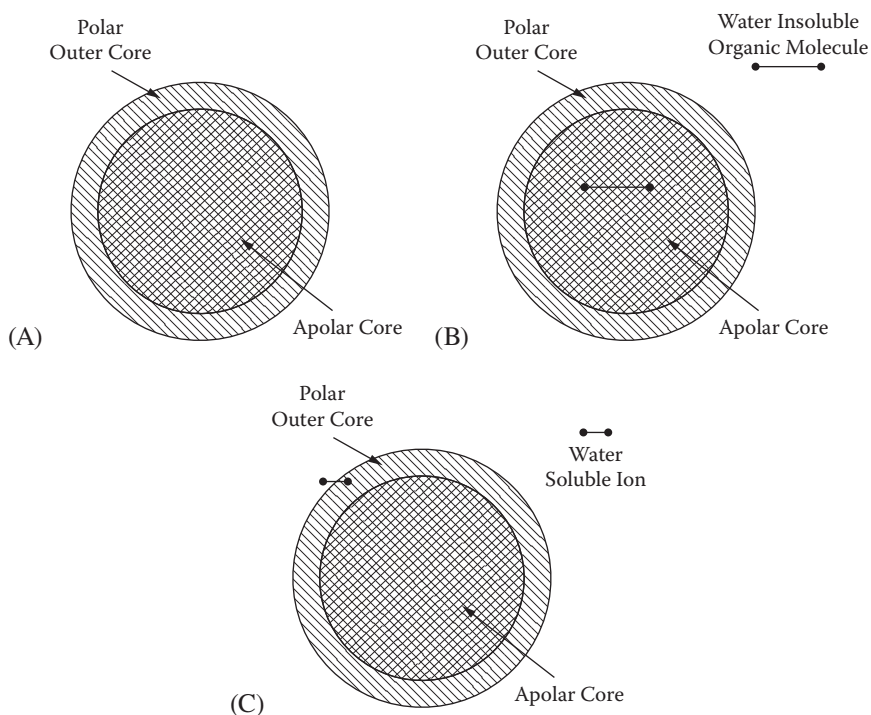 Polar
Outer Core
Apolar Core
(A)
Polar
Outer Core
Water Insoluble
Organic Molecule
Apolar Core
(B)
Polar
Outer Core
Water
Soluble Ion
Apolar Core
(C)